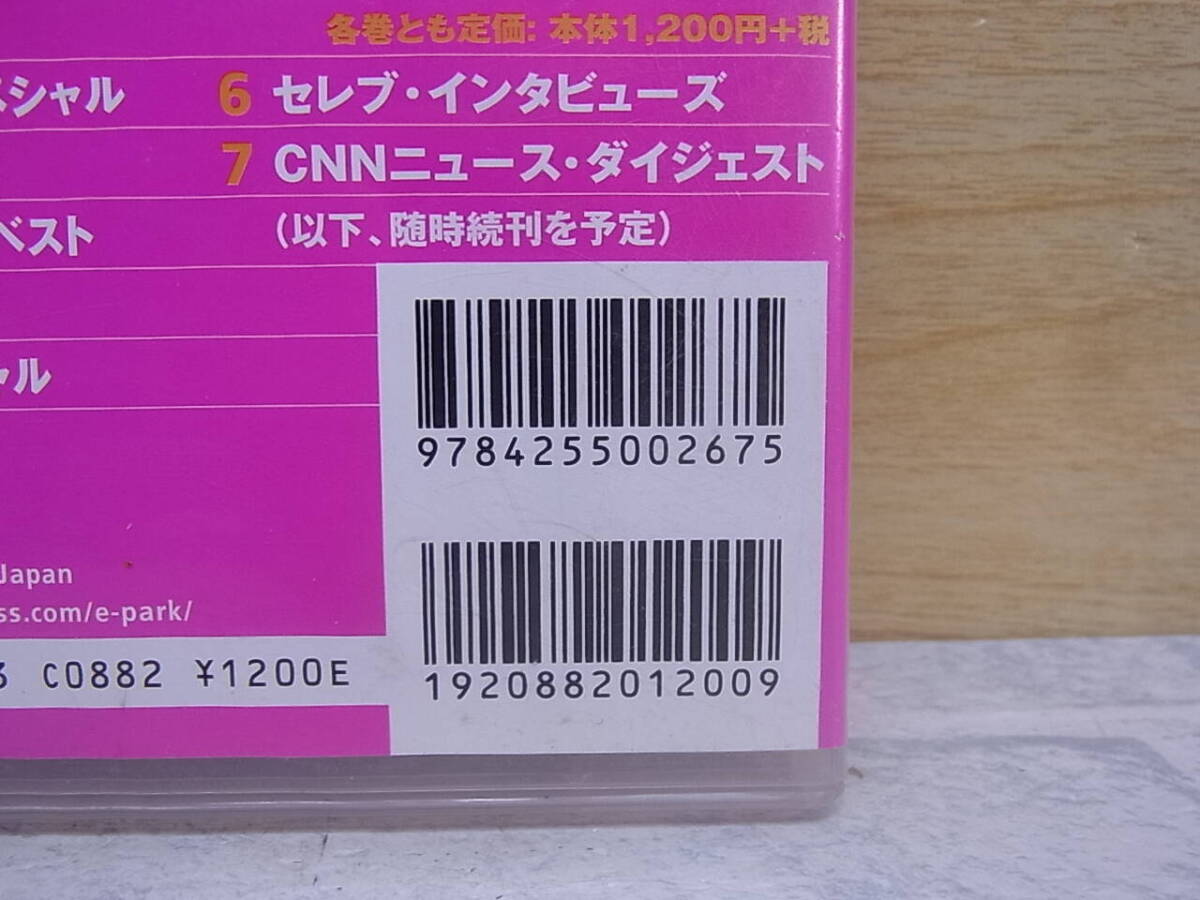 各巻とも定価: 本体1,200円+税
スシャル
6 セレブ・インタビューズ
7 CNNニュース・ダイジェスト
ベスト
(以下、随時続刊を予定)
ャル
9784255002675
Japan
ss.com/e-park/
3 C0882 ¥1200E
1920882012009